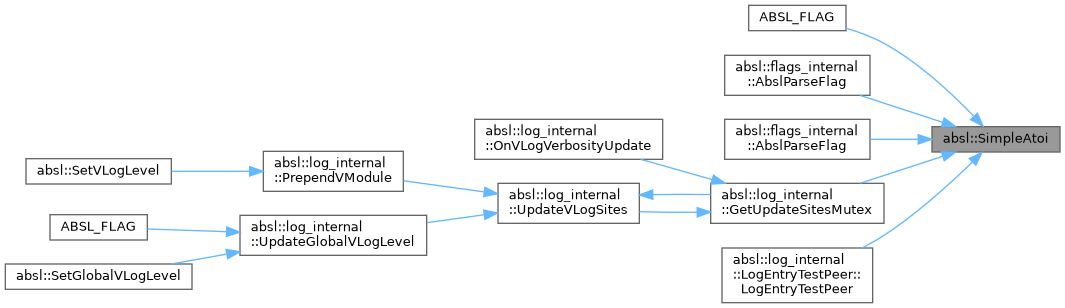 ABSL_FLAG
absl::flags_internal
::AbslParseFlag
absl::SimpleAtoi
absl::log_internal
::OnVLogVerbosityUpdate
absl::flags_internal
::AbslParseFlag
absl::SetVLogLevel
absl::log_internal
::PrependVModule
absl::log_internal
::UpdateVLogSites
absl::log_internal
::GetUpdateSitesMutex
ABSL_FLAG
absl::log_internal
::UpdateGlobalVLogLevel
absl::SetGlobalVLogLevel
absl::log_internal
::LogEntryTestPeer::
LogEntryTestPeer